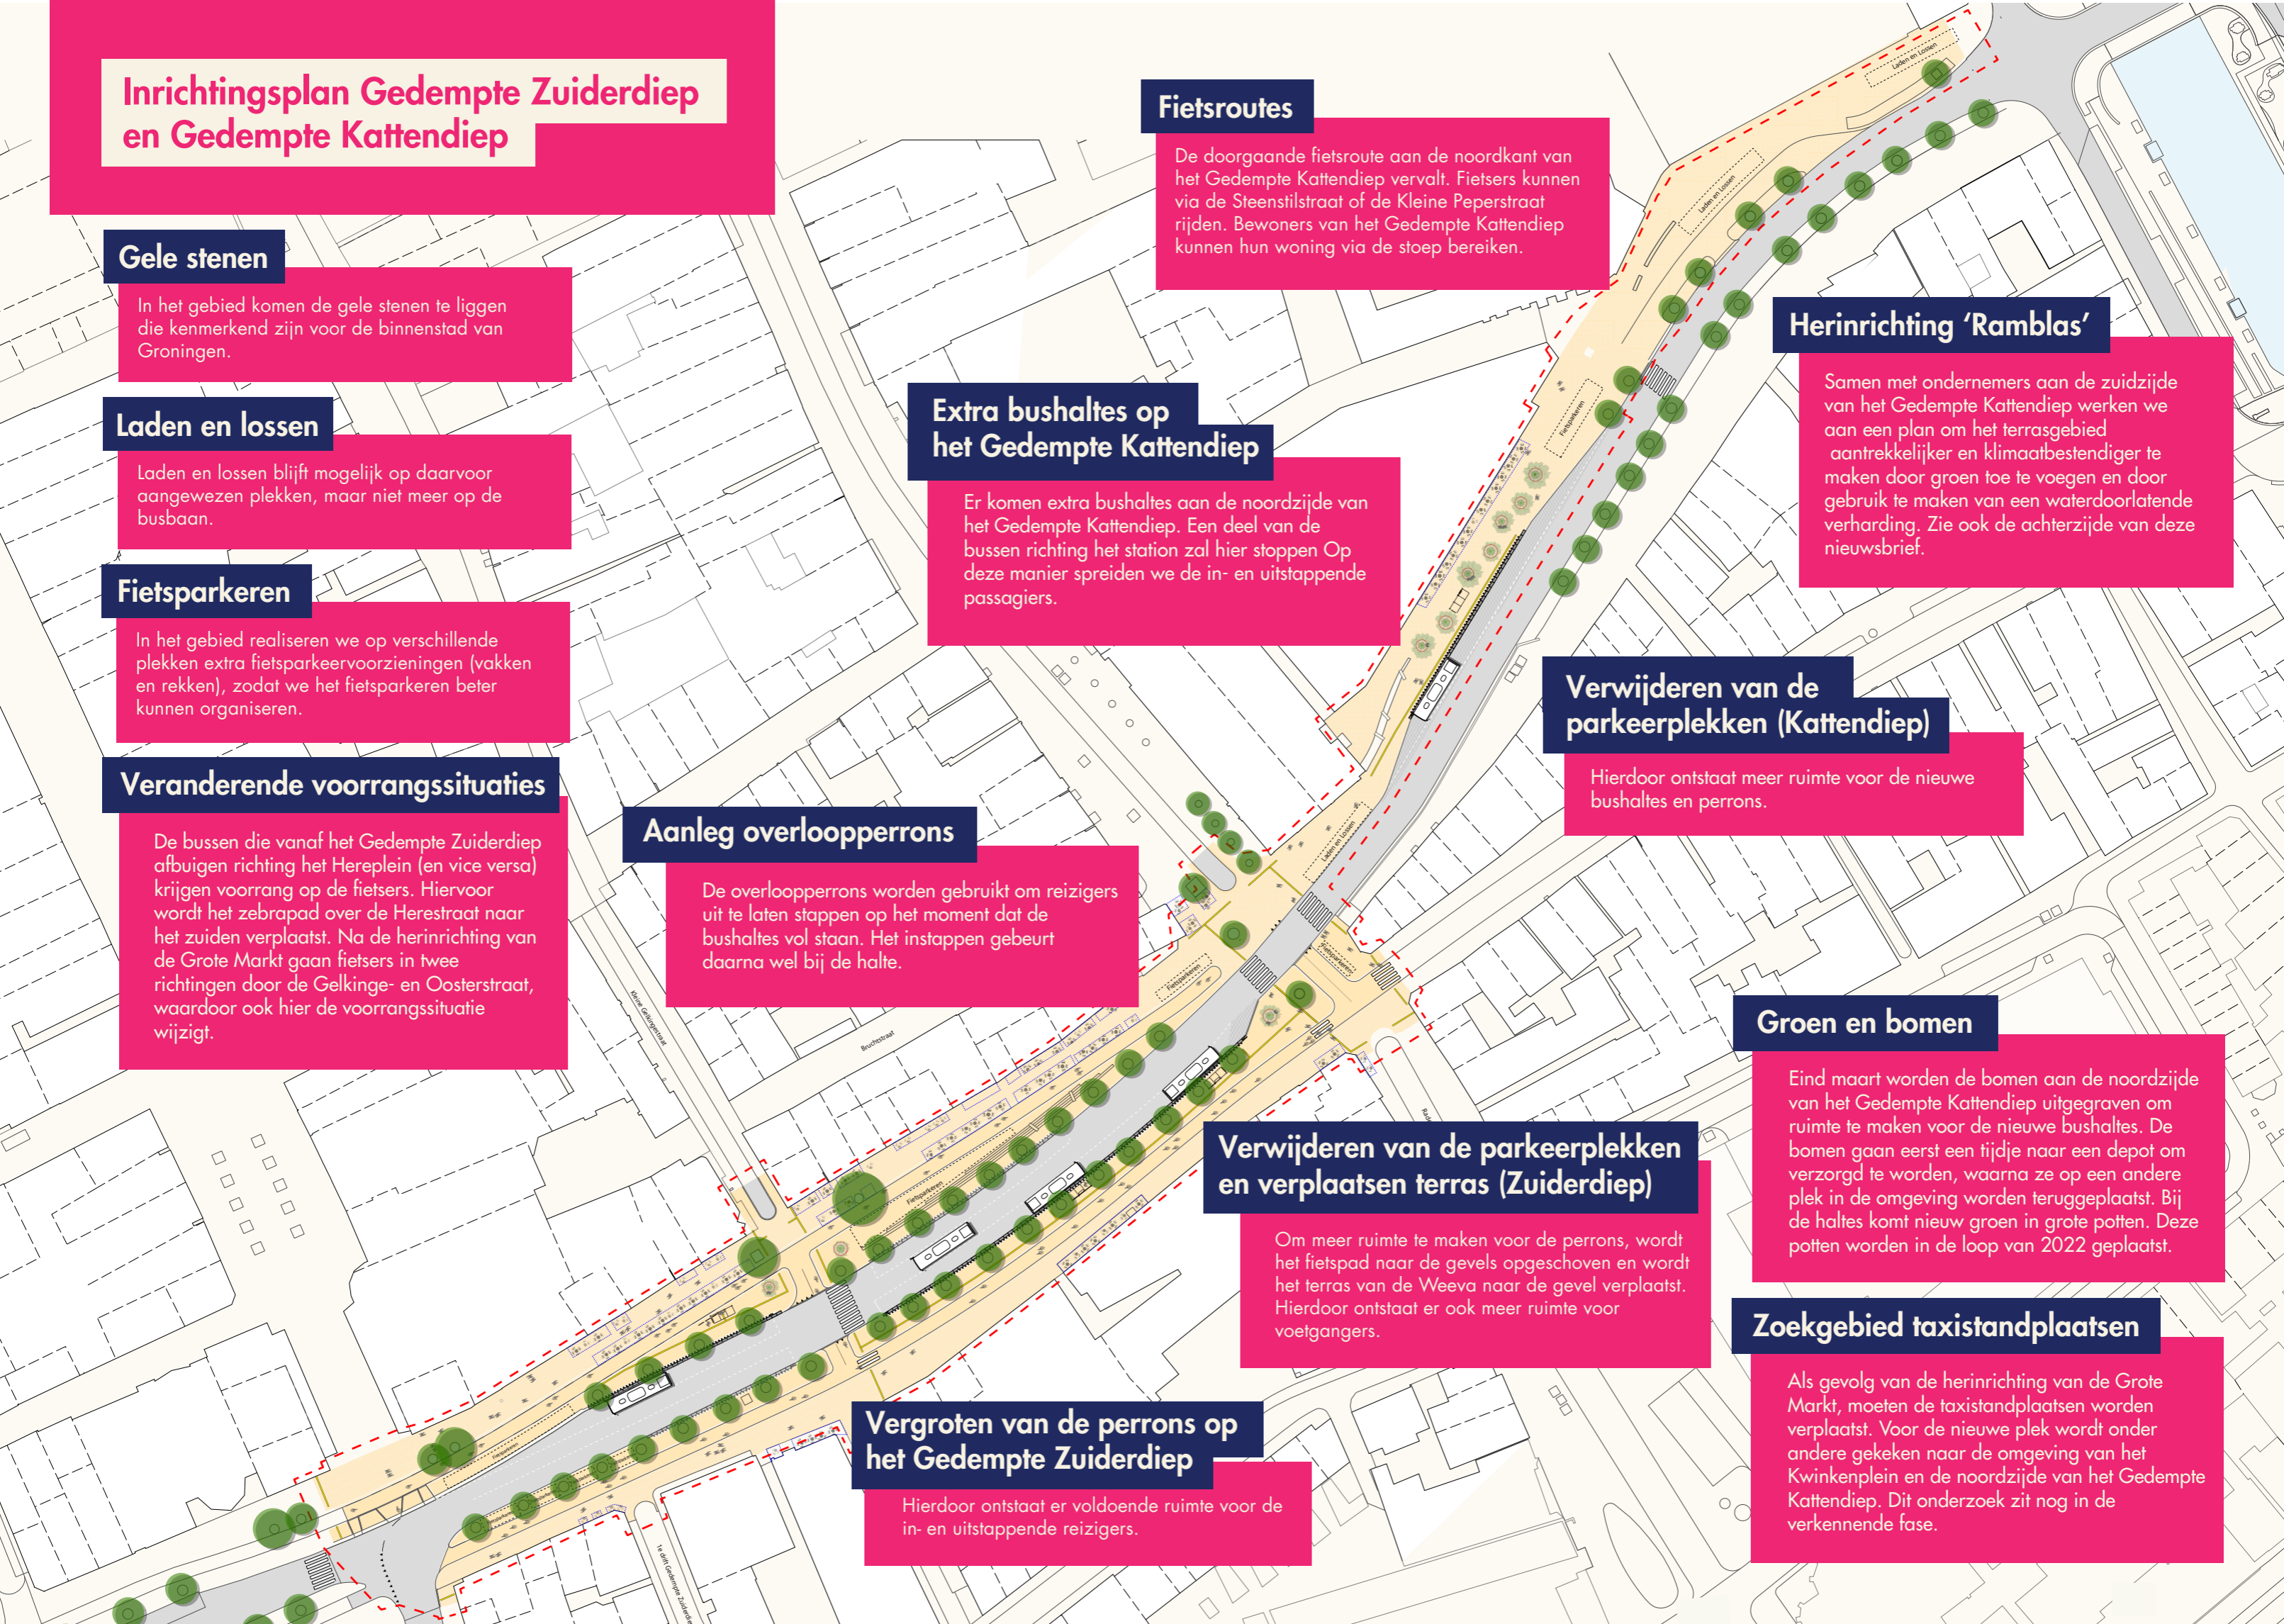 Inrichtingsplan Gedempte Zuiderdiep
en Gedempte Kattendiep
Gele stenen
In het gebied komen de gele stenen te liggen
die kenmerkend zijn voor de binnenstad van
Groningen.
Laden en lossen
Laden en lossen blijft mogelijk op daarvoor
aangewezen plekken, maar niet meer op de
busbaan.
Fietsparkeren
In het gebied realiseren we op verschillende
plekken extra fietsparkeervoorzieningen (vakken
en rekken), zodat we het fietsparkeren beter
kunnen organiseren.
Veranderende voorrangssituaties
De bussen die vanaf het Gedempte Zuiderdiep
afbuigen richting het Hereplein (en vice versa)
krijgen voorrang op de fietsers. Hiervoor
wordt het zebrapad over de Herestraat naar
het zuiden verplaatst. Na de herinrichting van
de Grote Markt gaan fietsers in twee
richtingen door de Gelkinge- en Oosterstraat,
waardoor ook hier de voorrangssituatie
wijzigt.
Fietsroutes
De doorgaande fietsroute aan de noordkant van
het Gedempte Kattendiep vervalt. Fietsers kunnen
via de Steenstilstraat of de Kleine Peperstraat
rijden. Bewoners van het Gedempte Kattendiep
kunnen hun woning via de stoep bereiken.
Extra bushaltes op
het Gedempte Kattendiep
Er komen extra bushaltes aan de noordzijde van
het Gedempte Kattendiep. Een deel van de
bussen richting het station zal hier stoppen Op
deze manier spreiden we de in- en uitstappende
passagiers.
Herinrichting ‘Ramblas’
Samen met ondernemers aan de zuidzijde
van het Gedempte Kattendiep werken we
aan een plan om het terrasgebied
aantrekkelijker en klimaatbestendiger te
maken door groen toe te voegen en door
gebruik te maken van een waterdoorlatende
verharding. Zie ook de achterzijde van deze
nieuwsbrief.
Verwijderen van de
parkeerplekken (Kattendiep)
Hierdoor ontstaat meer ruimte voor de nieuwe
bushaltes en perrons.
Aanleg overloopperrons
De overloopperrons worden gebruikt om reizigers
uit te laten stappen op het moment dat de
bushaltes vol staan. Het instappen gebeurt
daarna wel bij de halte.
Groen en bomen
Eind maart worden de bomen aan de noordzijde
van het Gedempte Kattendiep uitgegraven om
ruimte te maken voor de nieuwe bushaltes. De
bomen gaan eerst een tijdje naar een depot om
verzorgd te worden, waarna ze op een andere
plek in de omgeving worden teruggeplaatst. Bij
de haltes komt nieuw groen in grote potten. Deze
potten worden in de loop van 2022 geplaatst.
Verwijderen van de parkeerplekken
en verplaatsen terras (Zuiderdiep)
Om meer ruimte te maken voor de perrons, wordt
het fietspad naar de gevels opgeschoven en wordt
het terras van de Weeva naar de gevel verplaatst.
Hierdoor ontstaat er ook meer ruimte voor
voetgangers.
Zoekgebied taxistandplaatsen
Als gevolg van de herinrichting van de Grote
Markt, moeten de taxistandplaatsen worden
verplaatst. Voor de nieuwe plek wordt onder
andere gekeken naar de omgeving van het
Kwinkenplein en de noordzijde van het Gedempte
Kattendiep. Dit onderzoek zit nog in de
verkennende fase.
Vergroten van de perrons op
het Gedempte Zuiderdiep
Hierdoor ontstaat er voldoende ruimte voor de
in- en uitstappende reizigers.
Laden en Lossen
Laden en Lossen
Fietsparkeren
Laden en Lossen
Fietsparkeren
Fietsparkeren
Kleine Gelkingestraat
Bruchtstraat
Fietsparkeren
Fietsparkeren
1e drift Gedempte Zuiderdiep